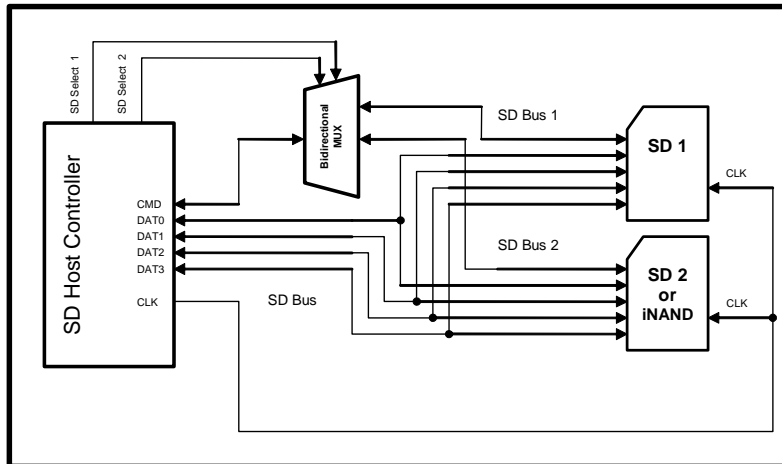 SD Select 1
SD Select 2
Bidirectional
MUX
SD Bus 1
SD 1
CLK
SD Host Controller
CMD
DAT0
DAT1
DAT2
DAT3
CLK
SD Bus
SD Bus 2
SD 2
or
iNAND
CLK